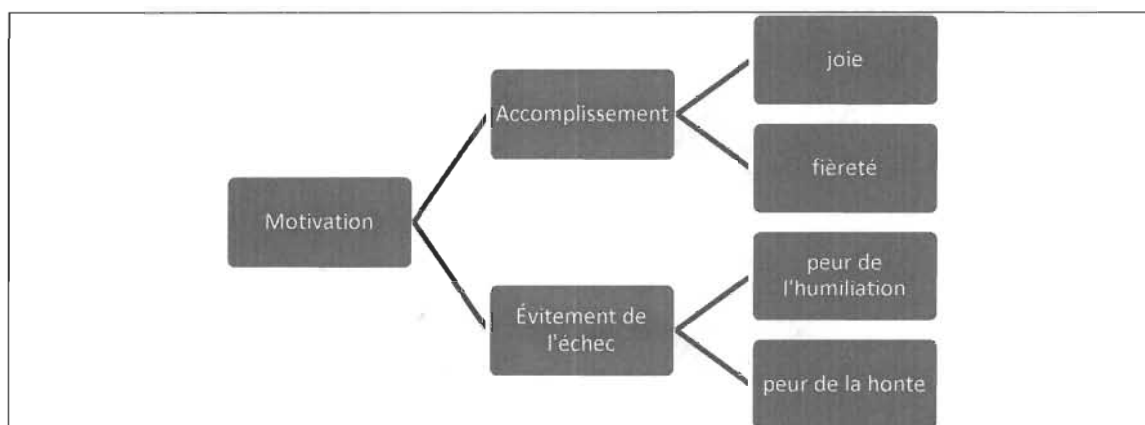 Motivation
Accomplissement
joie
fièreté
Évitement de
l'échec
peur de
l'humiliation
peur de la honte